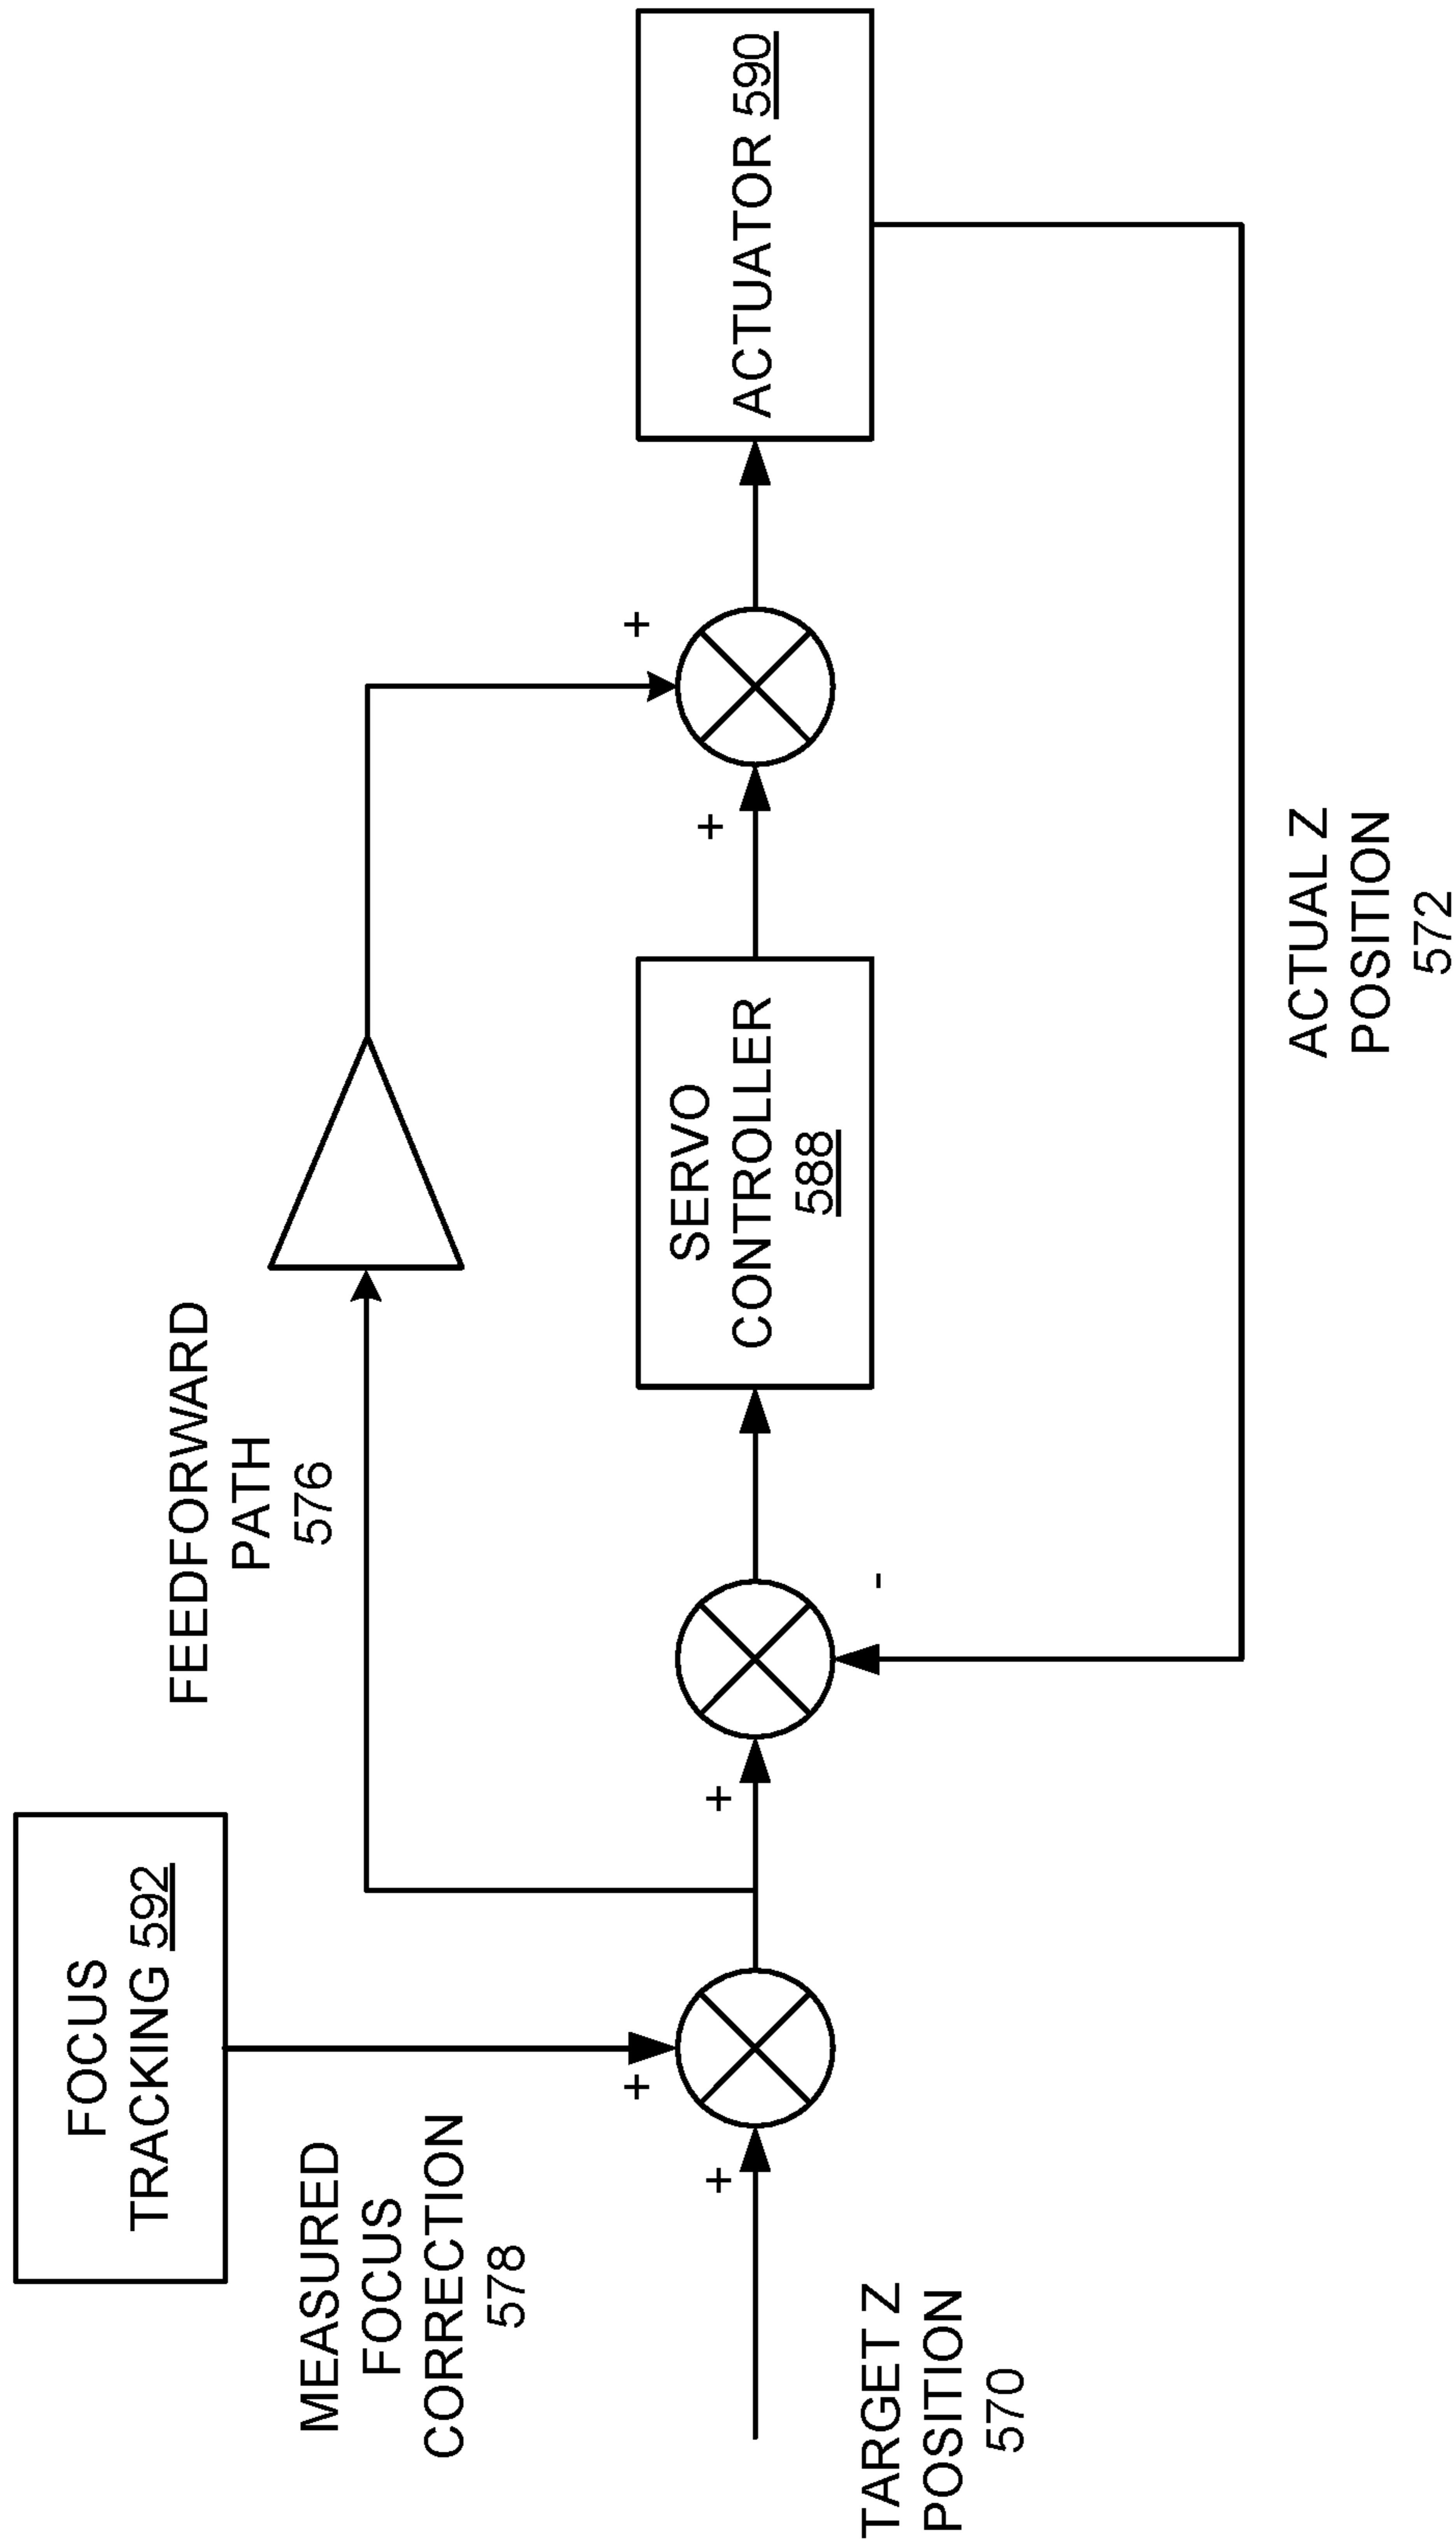 FOCUS
TRACKING 592
FEEDFORWARD
PATH
576
MEASURED
FOCUS
CORRECTION
578
+
+
+
-
+
+
SERVO
CONTROLLER
588
ACTUATOR 590
TARGET Z
POSITION
570
ACTUAL Z
POSITION
572